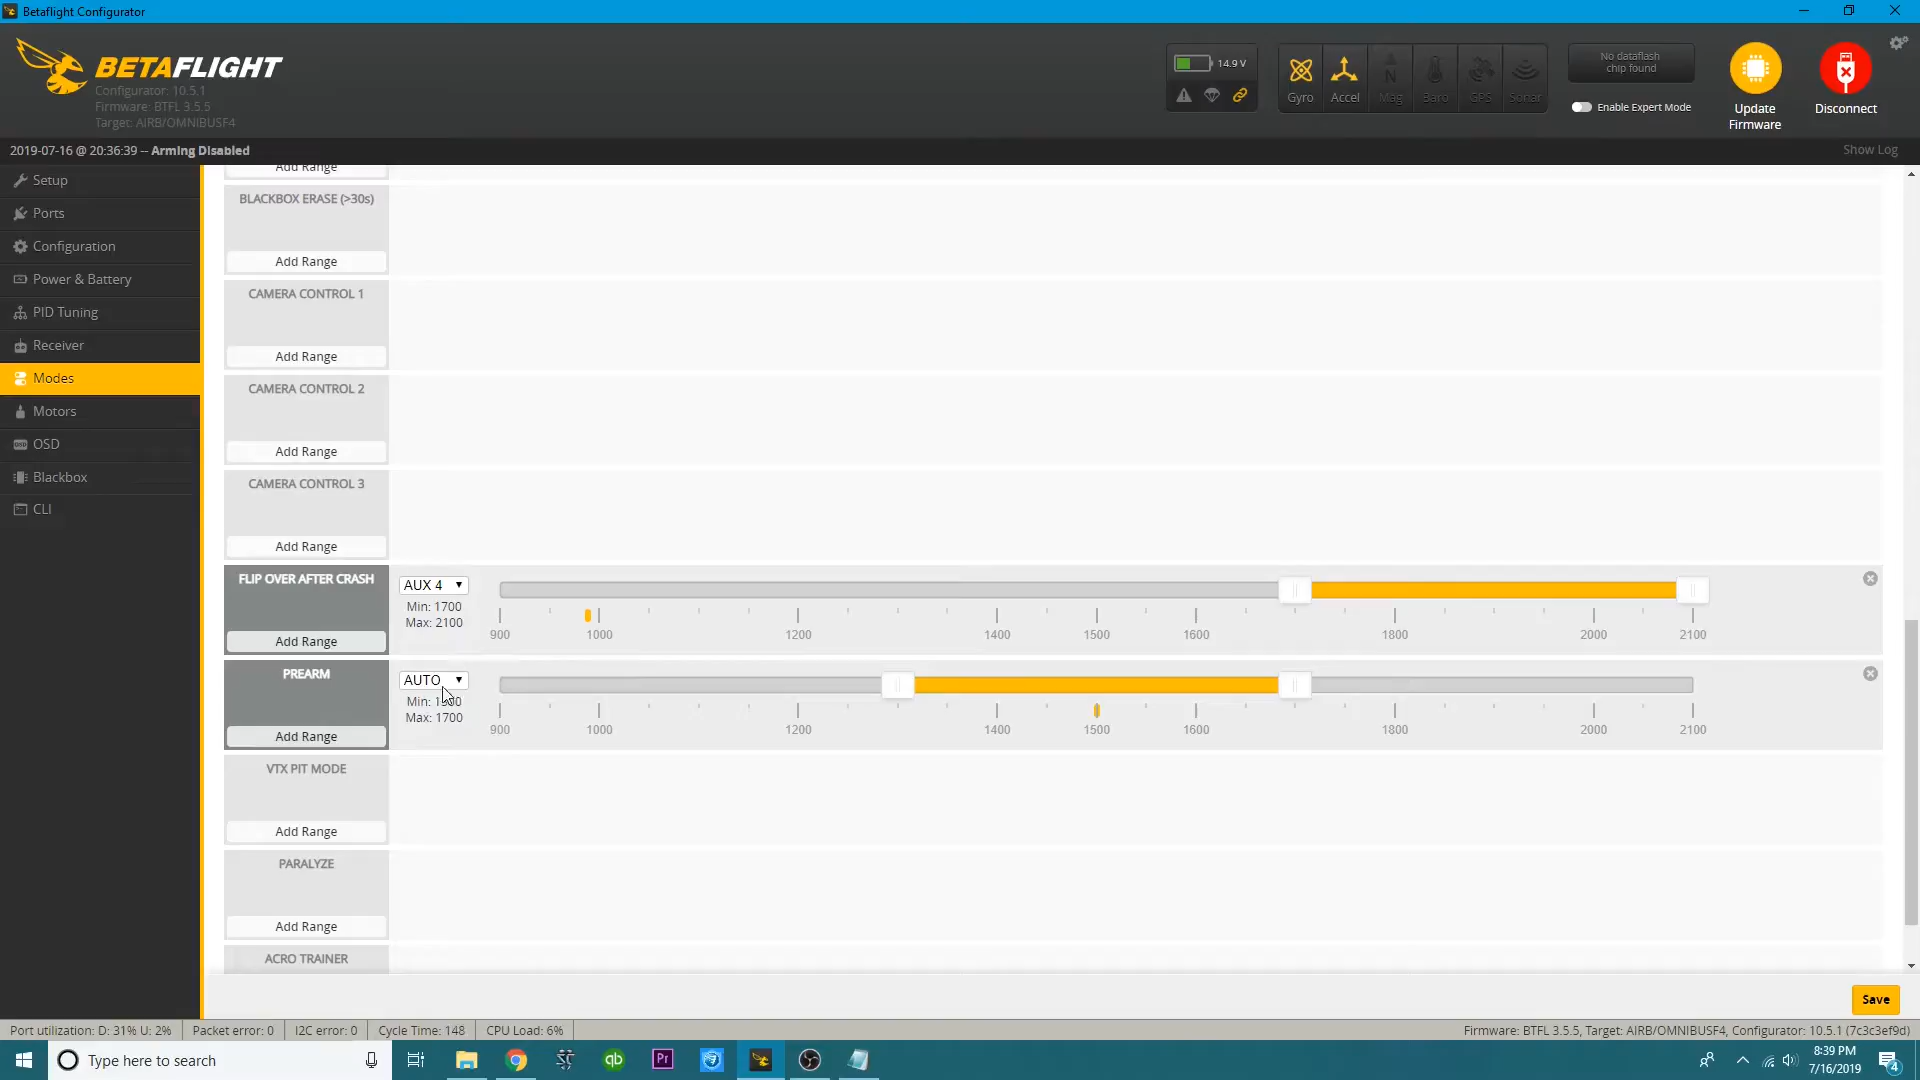 Betaflight Configurator
BETAFLIGHT
Configurator: 10.5.1
Firmware: BTFL 3.5.5
Target: AIRB/OMNIBUSF4
14.9 V
Gyro
Accel
Mag
Baro
GPS
Sonar
No dataflash
chip found
Enable Expert Mode
Update
Firmware
Disconnect
2019-07-16 @ 20:36:39 -- Arming Disabled
Show Log
Setup
Ports
Configuration
Power & Battery
PID Tuning
Receiver
Modes
Motors
OSD
Blackbox
CLI
Add Range
BLACKBOX ERASE (>30s)
Add Range
CAMERA CONTROL 1
Add Range
CAMERA CONTROL 2
Add Range
CAMERA CONTROL 3
Add Range
FLIP OVER AFTER CRASH
Add Range
AUX 4
Min: 1700
Max: 2100
900 1000 1200 1400 1500 1600 1800 2000 2100
PREARM
Add Range
AUTO
Min: 1300
Max: 1700
900 1000 1200 1400 1500 1600 1800 2000 2100
VTX PIT MODE
Add Range
PARALYZE
Add Range
ACRO TRAINER
Save
Port utilization: D: 31% U: 2% Packet error: 0 I2C error: 0 Cycle Time: 148 CPU Load: 6% Firmware: BTFL 3.5.5, Target: AIRB/OMNIBUSF4, Configurator: 10.5.1 (7c3c3ef9d)
Type here to search
qb
Pr
8:39 PM
7/16/2019
4